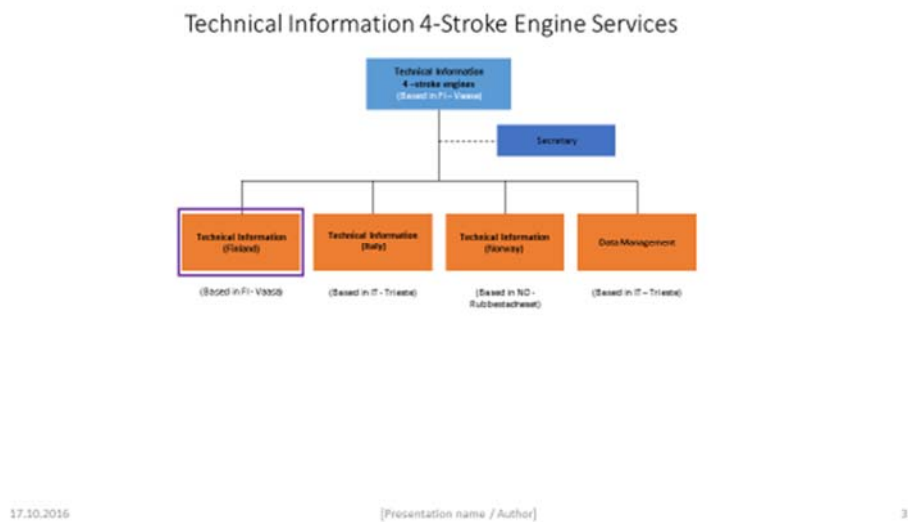 Technical Information 4-Stroke Engine Services
Technical Information
4 -stroke engines
(Based in FI – Vaasa)
Secretary
Technical Information
(Finland)
Technical Information
(Italy)
Technical Information
(Norway)
Data Management
(Based in FI - Vaasa)
(Based in IT - Trieste)
(Based in NO -
Rubbestadneset)
(Based in IT – Trieste)
17.10.2016
[Presentation name / Author]
3